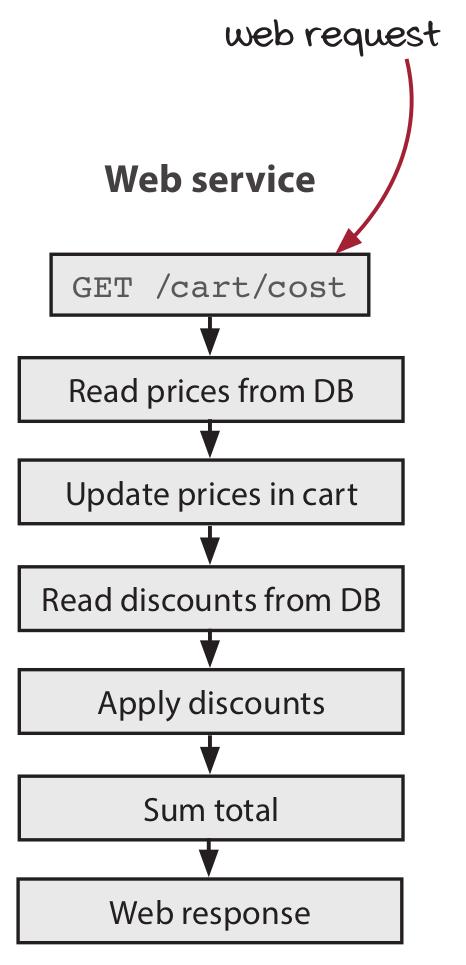 web request
Web service
GET /cart/cost
Read prices from DB
Update prices in cart
Read discounts from DB
Apply discounts
Sum total
Web response